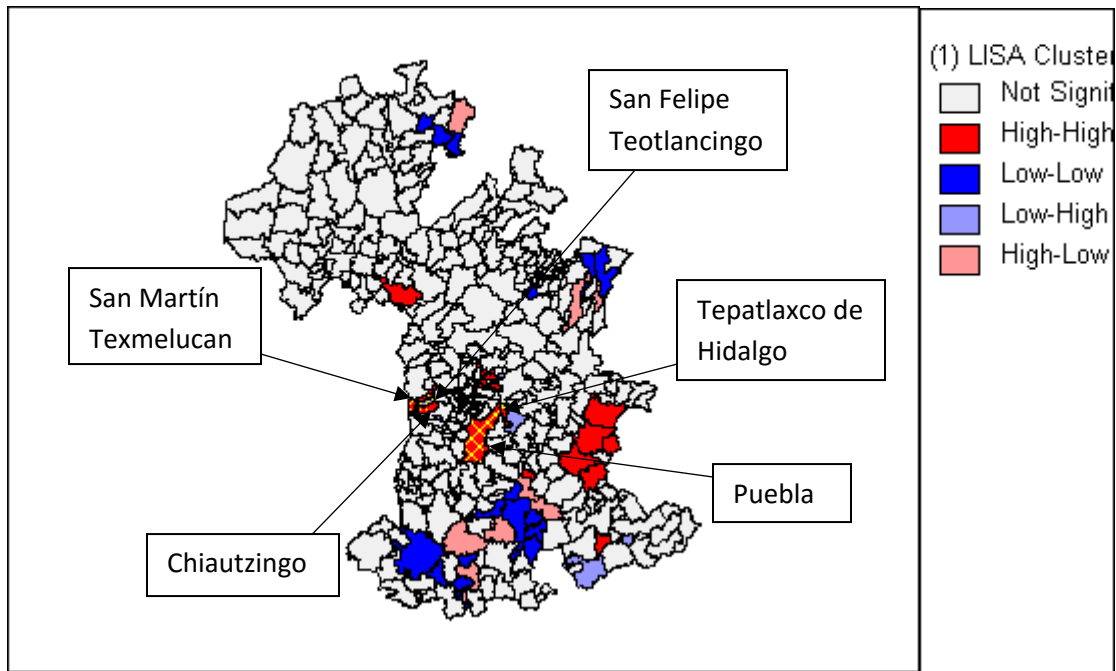 San Felipe
Teotlancingo
San Martín
Texmelucan
Tepatlaxco de
Hidalgo
Puebla
Chiautzingo
(1) LISA Cluster
Not Signif
High-High
Low-Low
Low-High
High-Low